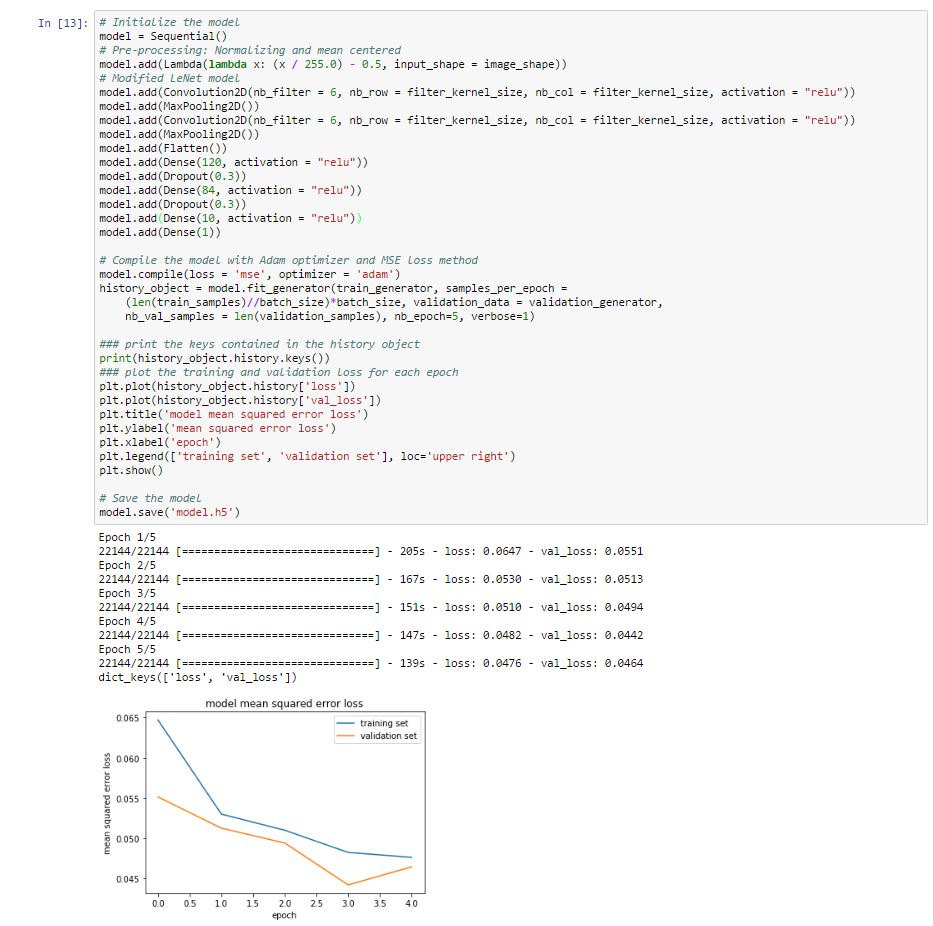 In [13]:
# Initialize the model
model = Sequential()
# Pre-processing: Normalizing and mean centered
model.add(Lambda(lambda x: (x / 255.0) - 0.5, input_shape = image_shape))
# Modified LeNet model
model.add(Convolution2D(nb_filter = 6, nb_row = filter_kernel_size, nb_col = filter_kernel_size, activation = "relu"))
model.add(MaxPooling2D())
model.add(Convolution2D(nb_filter = 6, nb_row = filter_kernel_size, nb_col = filter_kernel_size, activation = "relu"))
model.add(MaxPooling2D())
model.add(Flatten())
model.add(Dense(120, activation = "relu"))
model.add(Dropout(0.3))
model.add(Dense(84, activation = "relu"))
model.add(Dropout(0.3))
model.add(Dense(10, activation = "relu"))
model.add(Dense(1))

# Compile the model with Adam optimizer and MSE Loss method
model.compile(loss = 'mse', optimizer = 'adam')
history_object = model.fit_generator(train_generator, samples_per_epoch =
    (len(train_samples)//batch_size)*batch_size, validation_data = validation_generator,
    nb_val_samples = len(validation_samples), nb_epoch=5, verbose=1)

### print the keys contained in the history object
print(history_object.history.keys())
### plot the training and validation loss for each epoch
plt.plot(history_object.history['loss'])
plt.plot(history_object.history['val_loss'])
plt.title('model mean squared error loss')
plt.ylabel('mean squared error loss')
plt.xlabel('epoch')
plt.legend(['training set', 'validation set'], loc='upper right')
plt.show()

# Save the model
model.save('model.h5')
Epoch 1/5
22144/22144 [==============================] - 205s - loss: 0.0647 - val_loss: 0.0551
Epoch 2/5
22144/22144 [==============================] - 167s - loss: 0.0530 - val_loss: 0.0513
Epoch 3/5
22144/22144 [==============================] - 151s - loss: 0.0510 - val_loss: 0.0494
Epoch 4/5
22144/22144 [==============================] - 147s - loss: 0.0482 - val_loss: 0.0442
Epoch 5/5
22144/22144 [==============================] - 139s - loss: 0.0476 - val_loss: 0.0464
dict_keys(['loss', 'val_loss'])
model mean squared error loss
training set
validation set
mean squared error loss
0.065
0.060
0.055
0.050
0.045
0.0 0.5 1.0 1.5 2.0 2.5 3.0 3.5 4.0
epoch